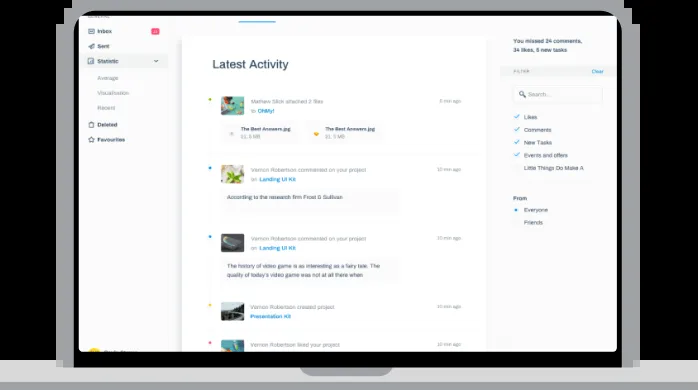 Inbox
Sent
Statistic
Average
Visualisation
Recent
Deleted
Favourites
Latest Activity
Mathew Slick attached 2 files
to OhMy!
5 min ago
The Best Answers.jpg
51, 5 MB
The Best Answers.jpg
51, 5 MB
Vernon Robertson commented on your project
on Landing UI Kit
10 min ago
According to the research firm Frost & Sullivan
Vernon Robertson commented on your project
on Landing UI Kit
10 min ago
The history of video game is as interesting as a fairy tale. The
quality of today's video game was not at all there when
Vernon Robertson created project
Presentation Kit
10 min ago
Vernon Robertson liked your project
10 min ago
You missed 24 comments,
34 likes, 5 new tasks
FILTER
Clear
Search...
Likes
Comments
New Tasks
Events and offers
Little Things Do Make A
From
Everyone
Friends